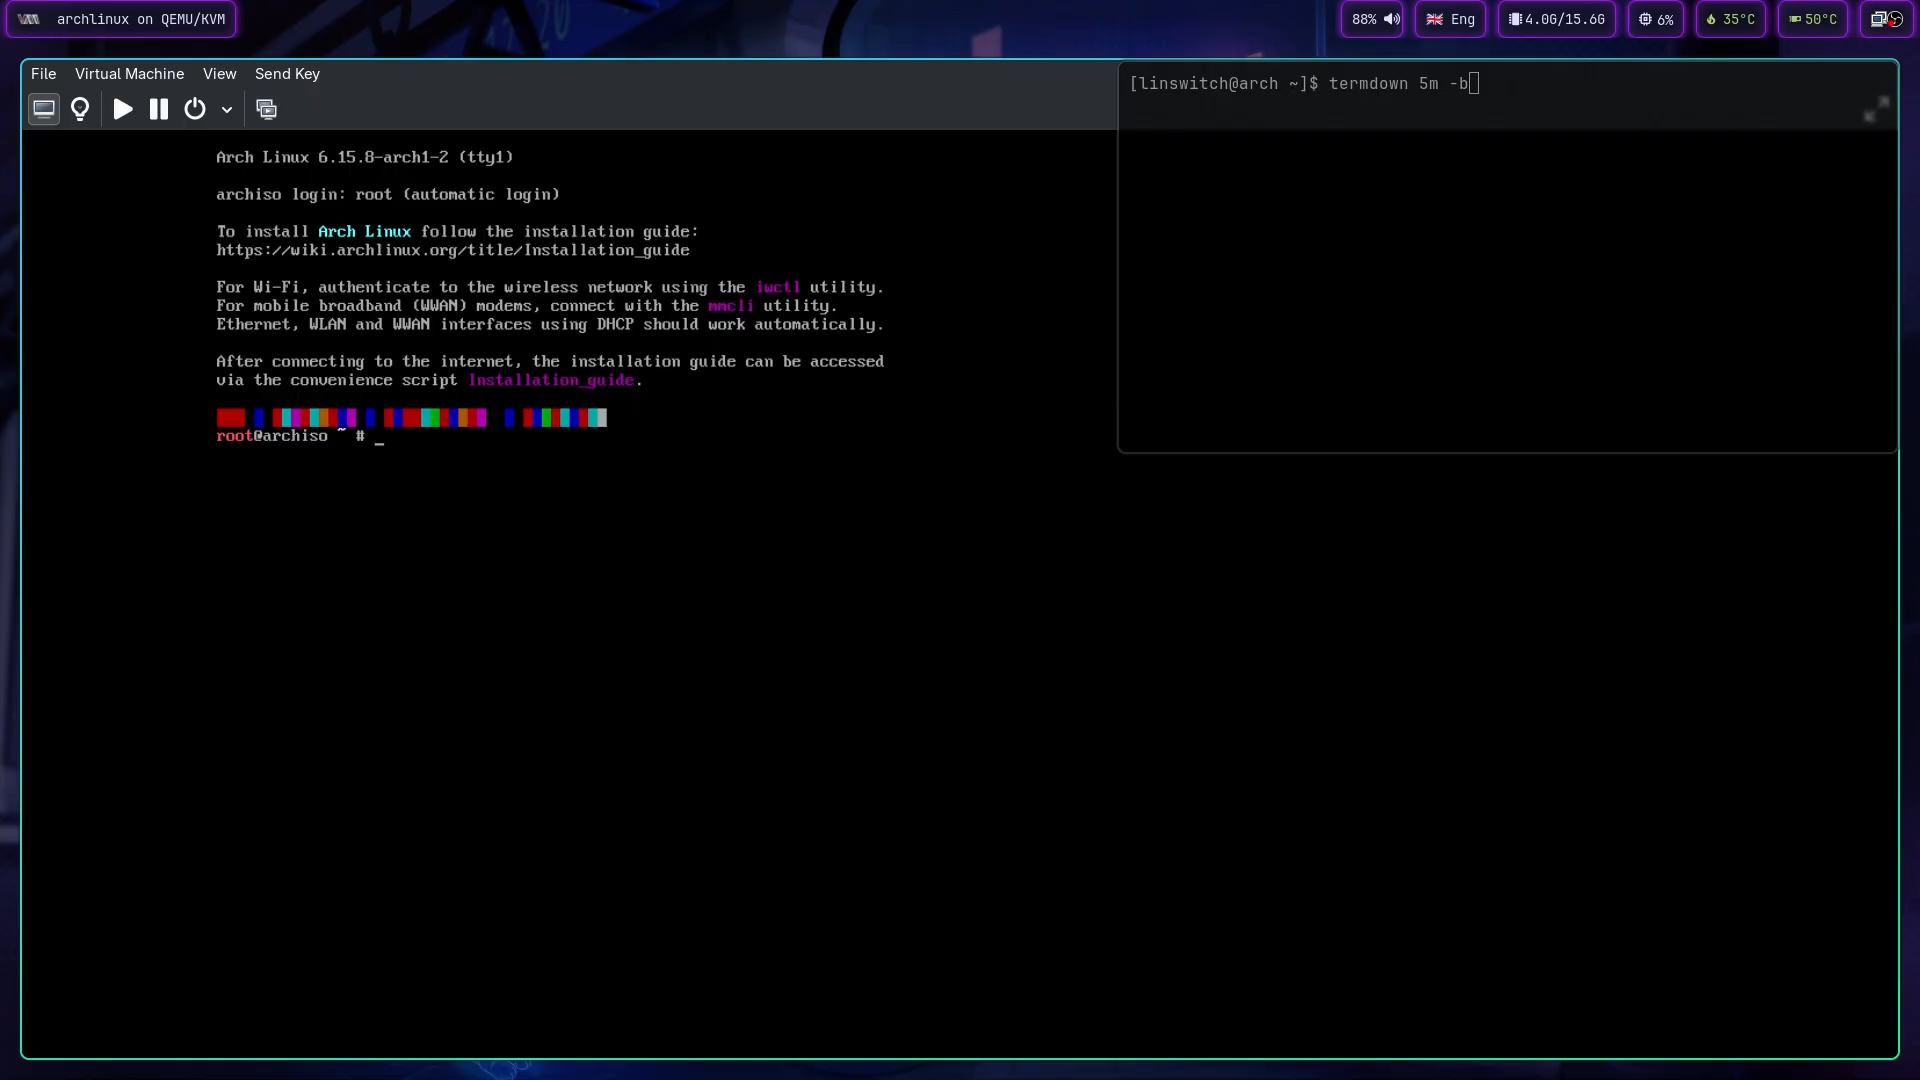 archlinux on QEMU/KVM
88%
Eng
4.0G/15.6G
6%
35°C
50°C
File Virtual Machine View Send Key
[linswitch@arch ~]$ termdown 5m -b
Arch Linux 6.15.8-arch1-2 (tty1)
archiso login: root (automatic login)
To install Arch Linux follow the installation guide:
https://wiki.archlinux.org/title/Installation_guide
For Wi-Fi, authenticate to the wireless network using the iwctl utility.
For mobile broadband (WWAN) modems, connect with the mmcli utility.
Ethernet, WLAN and WWAN interfaces using DHCP should work automatically.
After connecting to the internet, the installation guide can be accessed
via the convenience script Installation_guide.
root@archiso ~ # _